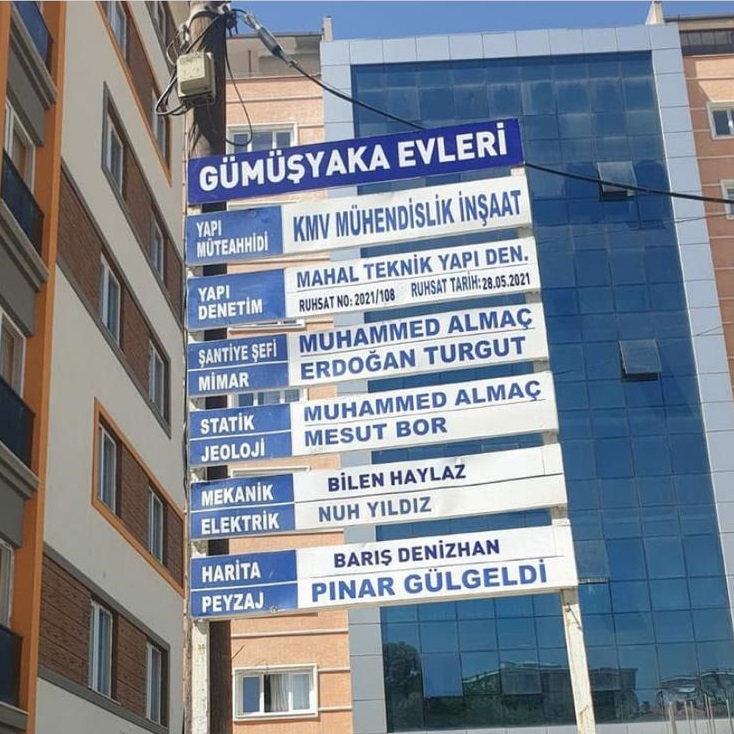 GÜMÜŞYAKA EVLERİ
YAPI
MÜTEAHHİDİ
KMV MÜHENDİSLİK İNŞAAT
YAPI
DENETİM
MAHAL TEKNİK YAPI DEN.
RUHSAT NO: 2021/108 RUHSAT TARİH: 28.05.2021
ŞANTİYE ŞEFİ MUHAMMED ALMAÇ
MİMAR ERDOĞAN TURGUT
STATİK MUHAMMED ALMAÇ
JEOLOJİ MESUT BOR
MEKANİK BİLEN HAYLAZ
ELEKTRİK NUH YILDIZ
HARİTA BARIŞ DENİZHAN
PEYZAJ PINAR GÜLGELDİ